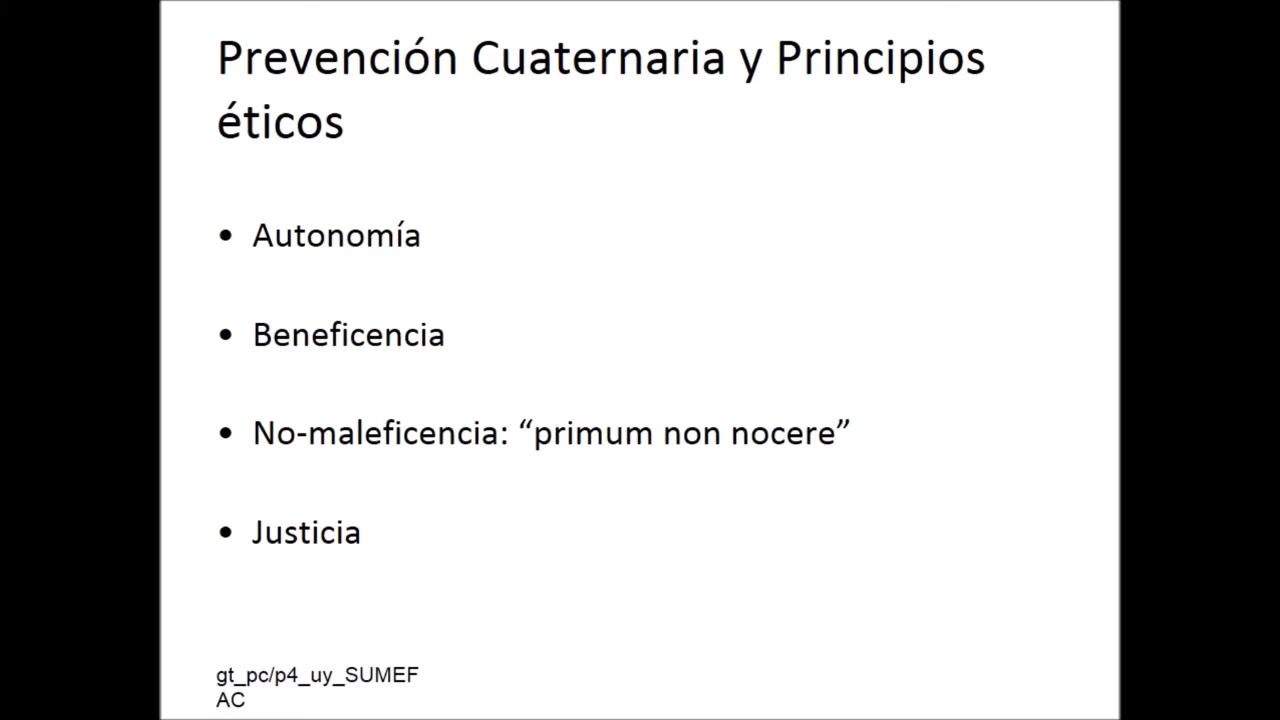 Prevención Cuaternaria y Principios
éticos
• Autonomía
• Beneficencia
• No-maleficencia: “primum non nocere”
• Justicia
gt_pc/p4_uy_SUMEF
AC